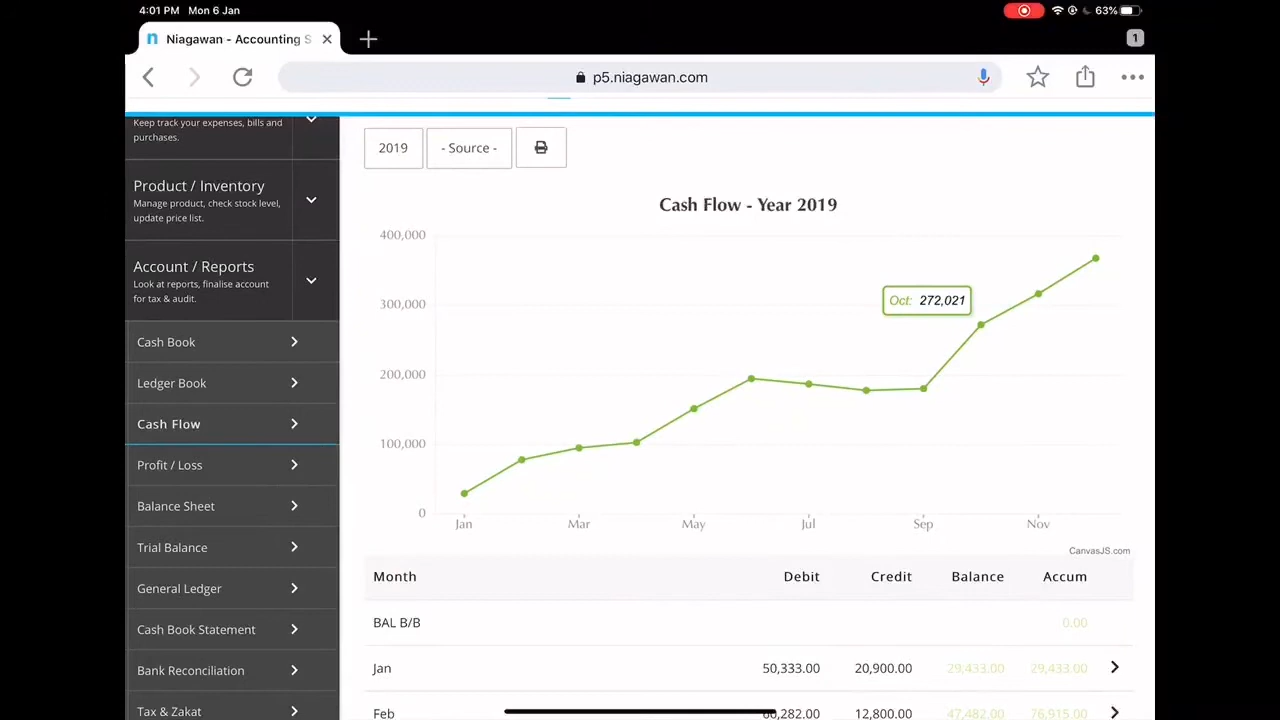 4:01 PM Mon 6 Jan
63%
Niagawan - Accounting S
1
p5.niagawan.com
Keep track your expenses, bills and
purchases.
Product / Inventory
Manage product, check stock level,
update price list.
Account / Reports
Look at reports, finalise account
for tax & audit.
Cash Book
Ledger Book
Cash Flow
Profit / Loss
Balance Sheet
Trial Balance
General Ledger
Cash Book Statement
Bank Reconciliation
Tax & Zakat
2019
- Source -
Cash Flow - Year 2019
400,000
300,000
200,000
100,000
0
Oct: 272,021
Jan Mar May Jul Sep Nov
CanvasJS.com
Month Debit Credit Balance Accum
BAL B/B 0.00
Jan 50,333.00 20,900.00 29,433.00 29,433.00
Feb 60,282.00 12,800.00 47,482.00 76,915.00